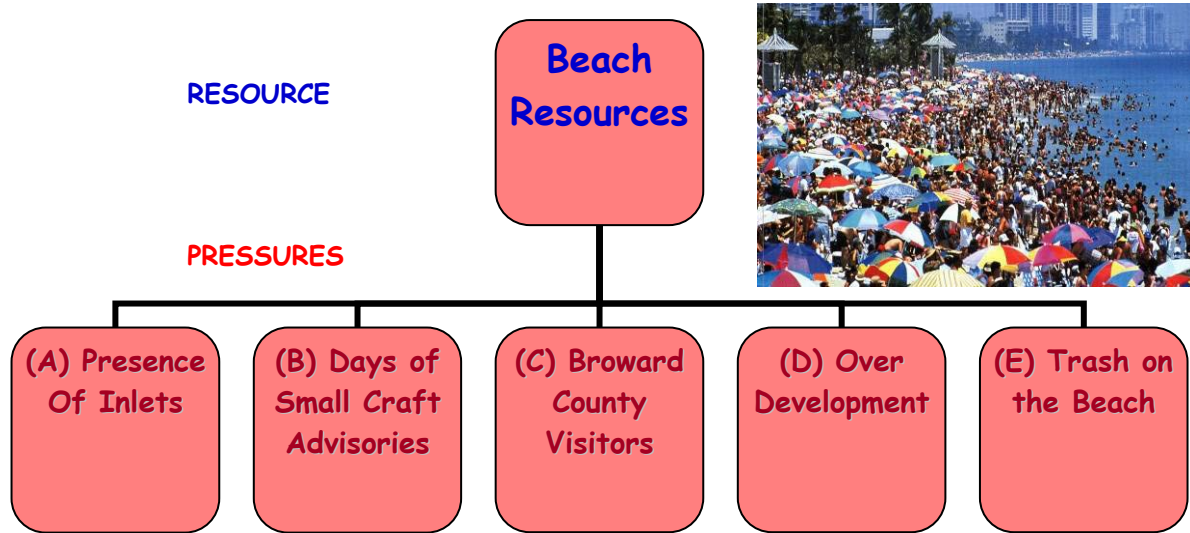 RESOURCE
Beach
Resources
PRESSURES
(A) Presence
Of Inlets
(B) Days of
Small Craft
Advisories
(C) Broward
County
Visitors
(D) Over
Development
(E) Trash on
the Beach